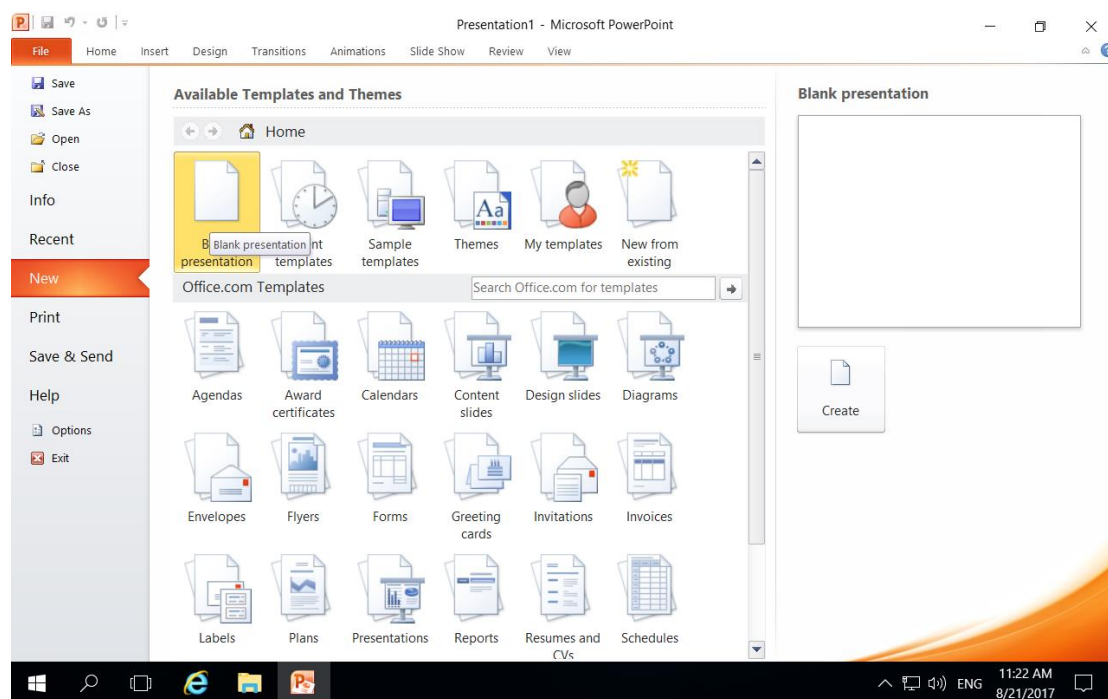 Presentation1 - Microsoft PowerPoint
File Home Insert Design Transitions Animations Slide Show Review View
Save
Save As
Open
Close
Info
Recent
New
Print
Save & Send
Help
Options
Exit
Available Templates and Themes
Home
Blank presentation
presentation
templates
Sample
templates
Themes
My templates
New from
existing
Office.com Templates
Search Office.com for templates
Agendas
Award
certificates
Calendars
Content
slides
Design slides
Diagrams
Envelopes
Flyers
Forms
Greeting
cards
Invitations
Invoices
Labels
Plans
Presentations
Reports
Resumes and
CVs
Schedules
Blank presentation
Create
ENG
11:22 AM
8/21/2017